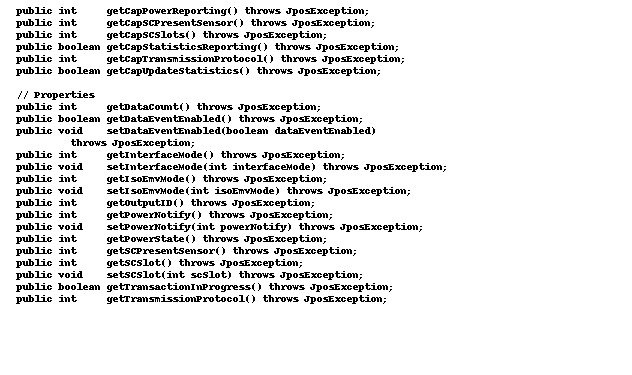 public int     getCapPowerReporting() throws JposException;
public int     getCapSCPresentSensor() throws JposException;
public int     getCapSCSlots() throws JposException;
public boolean getCapStatisticsReporting() throws JposException;
public int     getCapTransmissionProtocol() throws JposException;
public boolean getCapUpdateStatistics() throws JposException;
// Properties
public int     getDataCount() throws JposException;
public boolean getDataEventEnabled() throws JposException;
public void    setDataEventEnabled(boolean dataEventEnabled)
throws JposException;
public int     getInterfaceMode() throws JposException;
public void    setInterfaceMode(int interfaceMode) throws JposException;
public int     getIsoEmvMode() throws JposException;
public void    setIsoEmvMode(int isoEmvMode) throws JposException;
public int     getOutputID() throws JposException;
public int     getPowerNotify() throws JposException;
public void    setPowerNotify(int powerNotify) throws JposException;
public int     getPowerState() throws JposException;
public int     getSCPresentSensor() throws JposException;
public int     getSCSlot() throws JposException;
public void    setSCSlot(int scSlot) throws JposException;
public boolean getTransactionInProgress() throws JposException;
public int     getTransmissionProtocol() throws JposException;